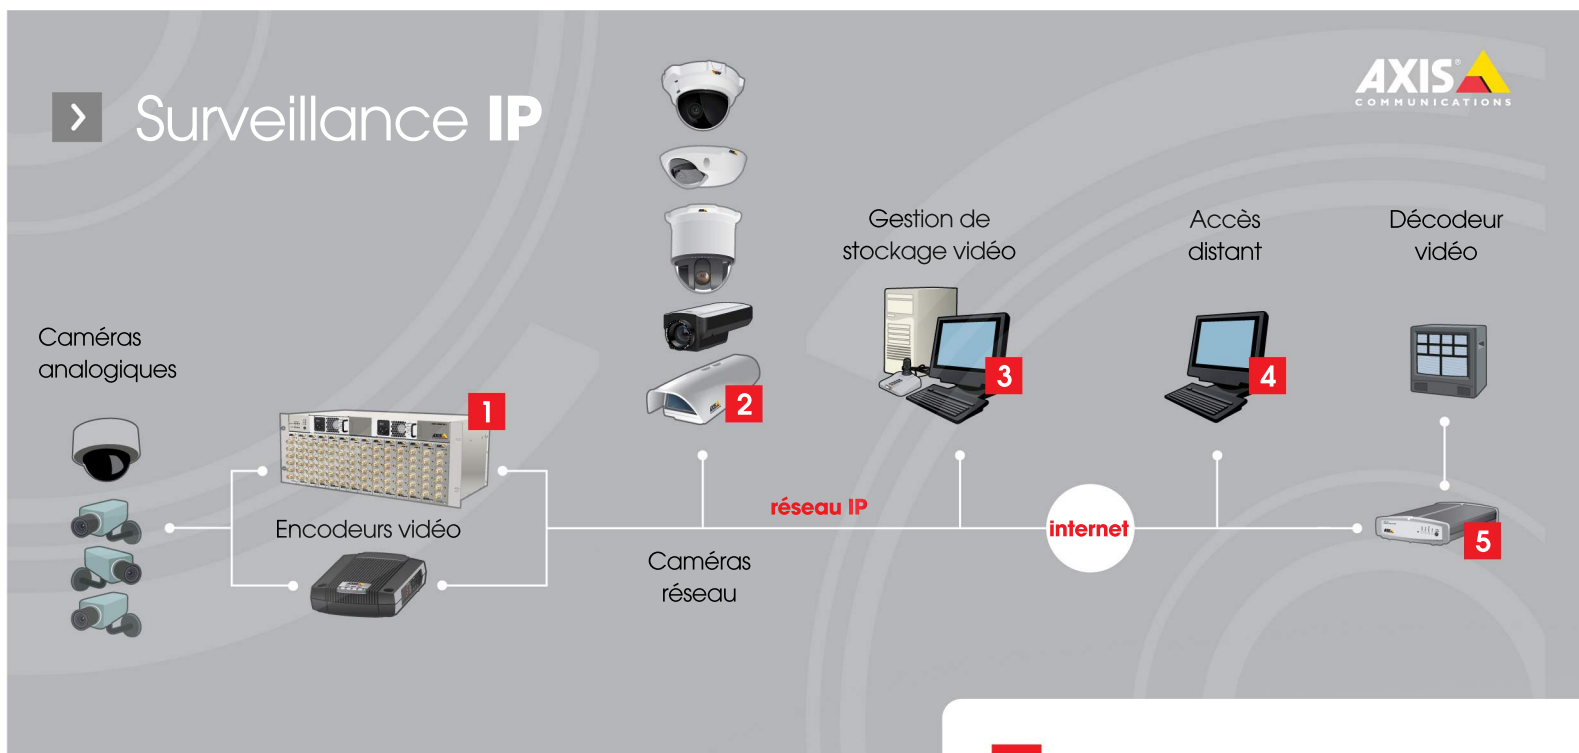 Surveillance IP
AXIS
COMMUNICATIONS
Gestion de
stockage vidéo
Accès
distant
Décodeur
vidéo
Caméras
analogiques
1
2
3
4
réseau IP
internet
Encodeurs vidéo
5
Caméras
réseau